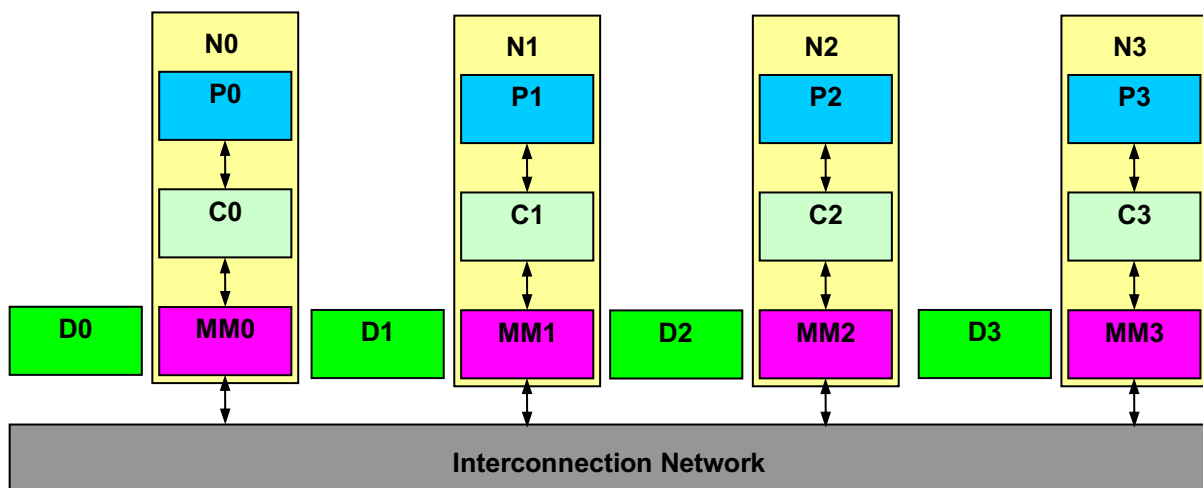 N0
N1
N2
N3
P0
P1
P2
P3
C0
C1
C2
C3
D0
MM0
D1
MM1
D2
MM2
D3
MM3
Interconnection Network